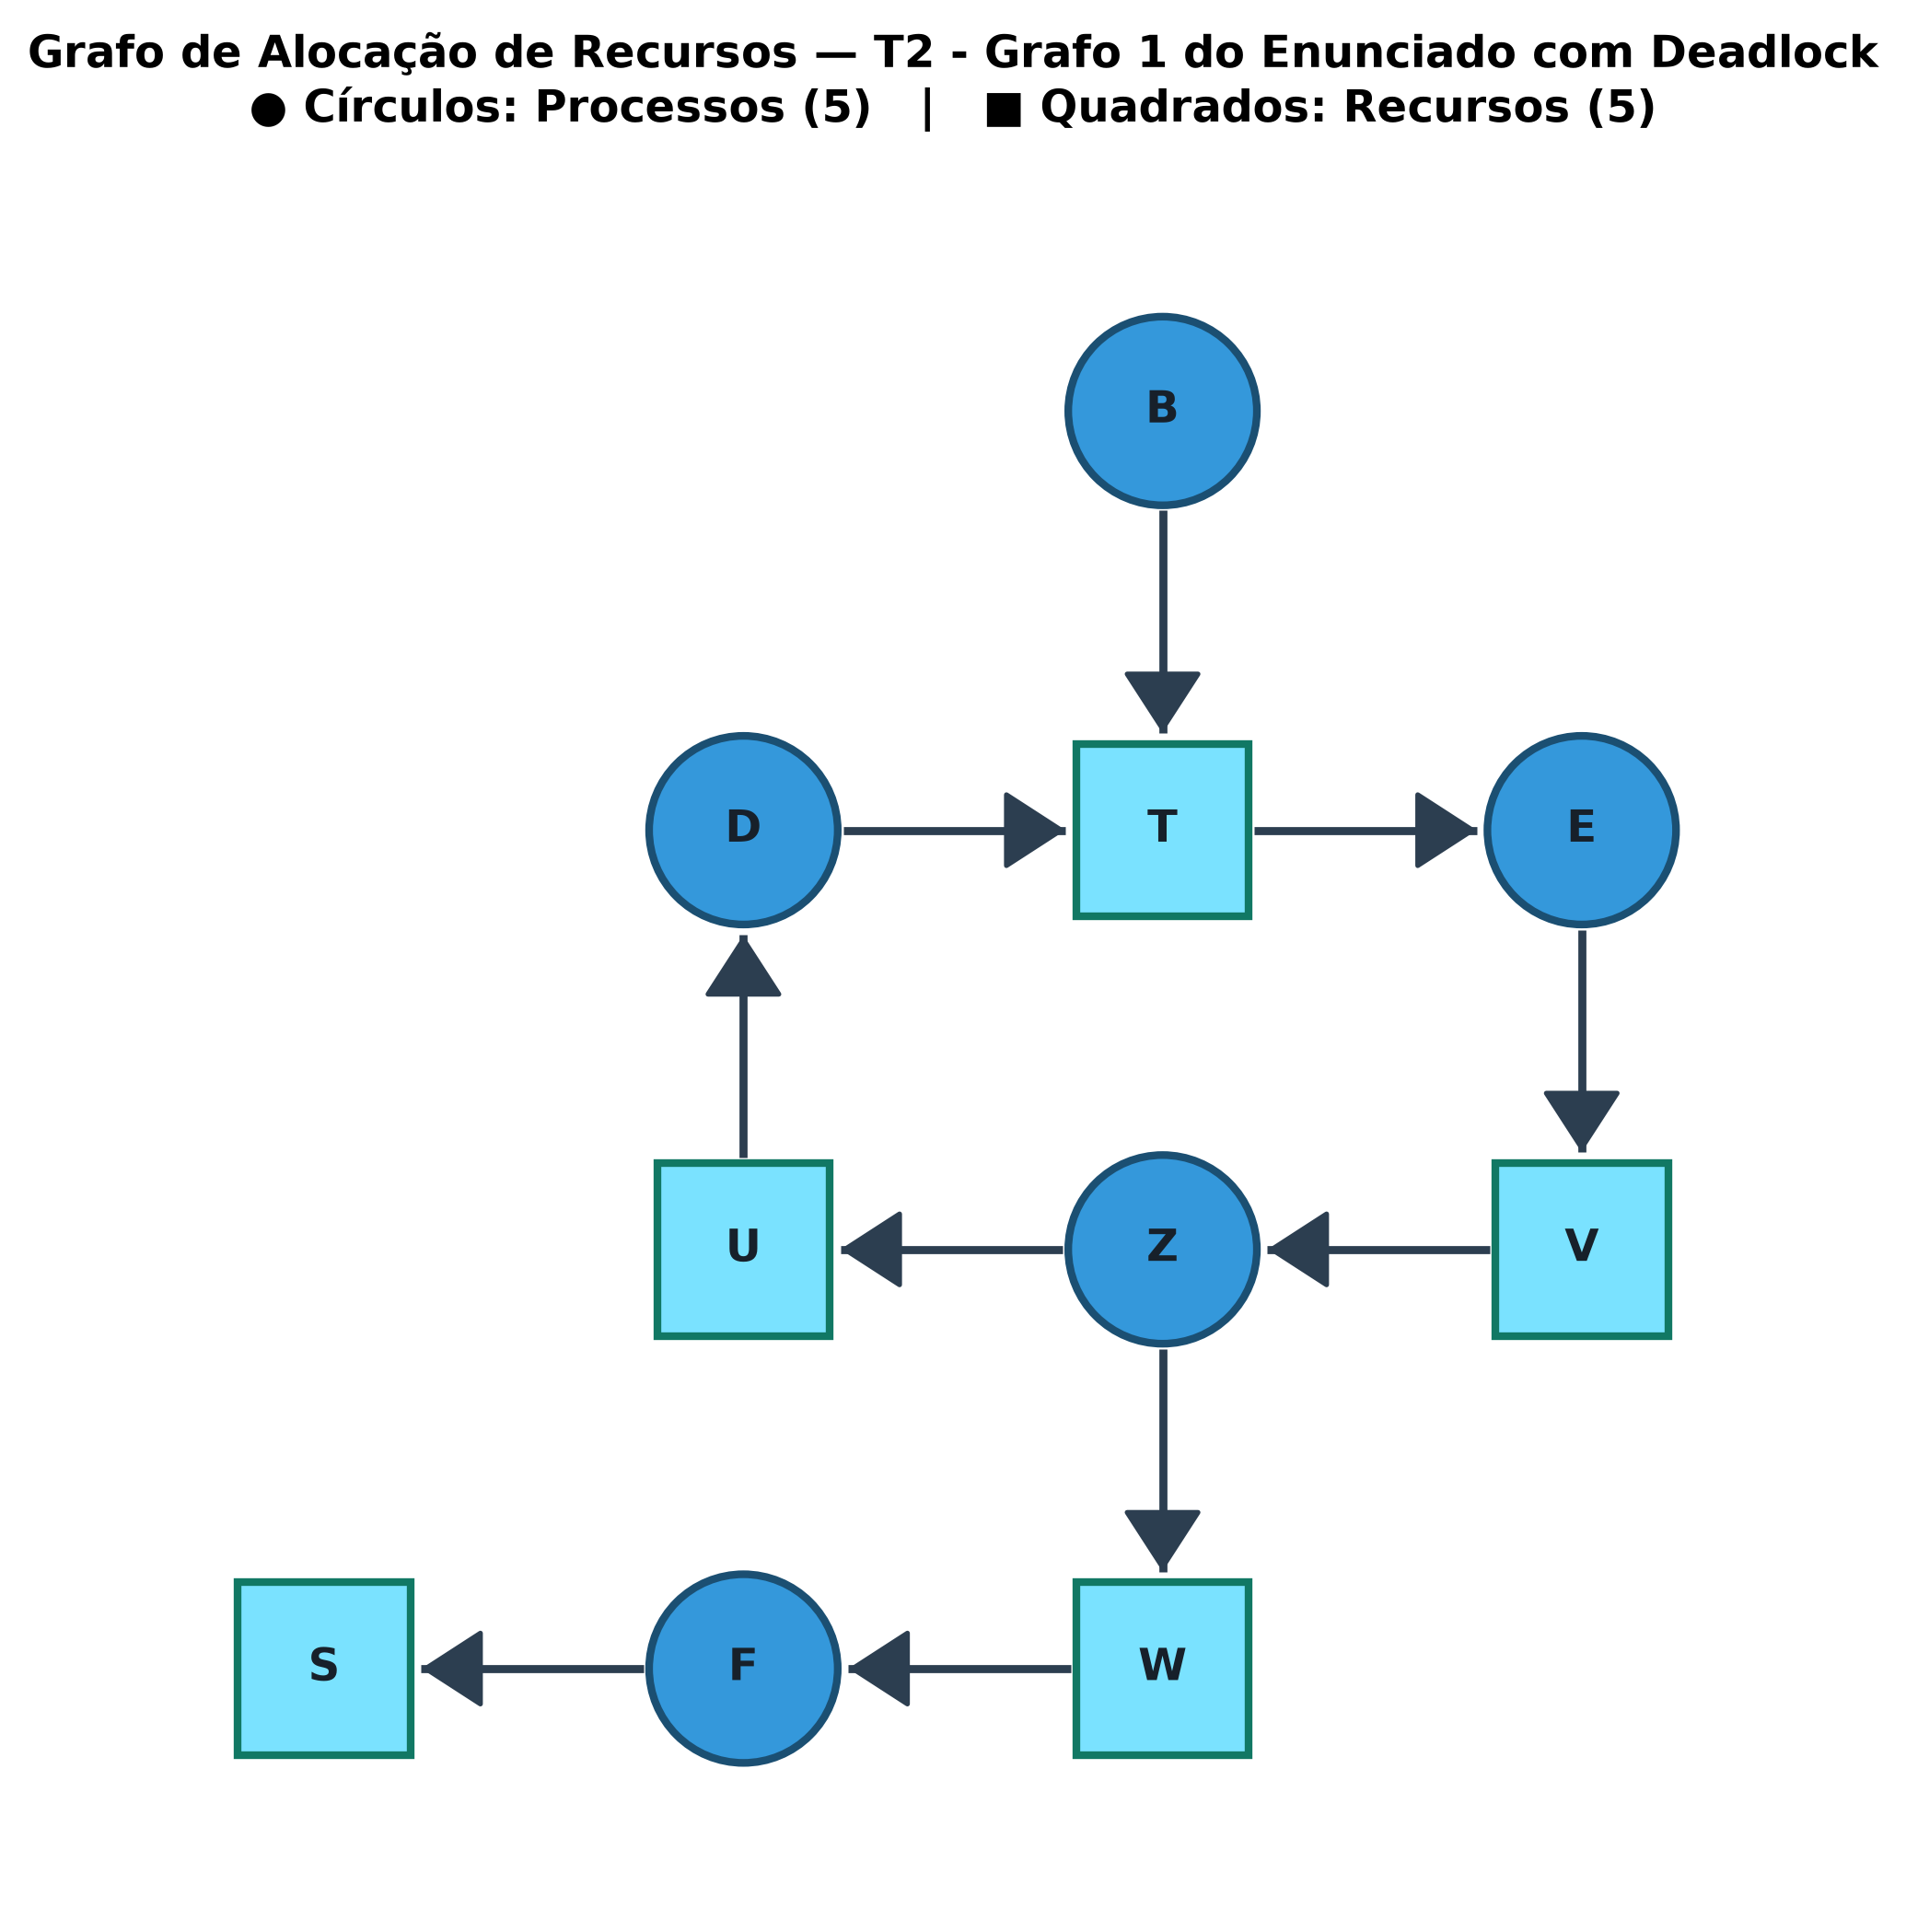 Grafo de Alocação de Recursos — T2 - Grafo 1 do Enunciado com Deadlock
● Círculos: Processos (5) | ■ Quadrados: Recursos (5)
B
D T E
U Z V
S F W